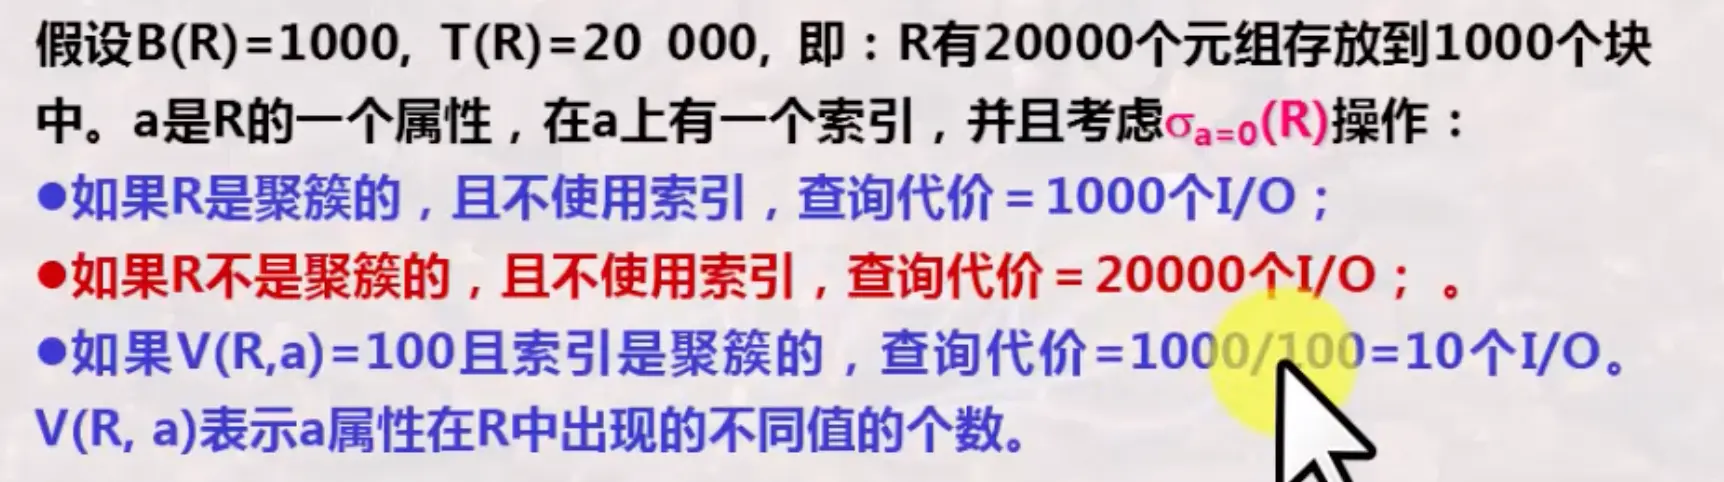 假设B(R)=1000, T(R)=20 000, 即：R有20000个元组存放到1000个块
中。a是R的一个属性，在a上有一个索引，并且考虑σa=0(R)操作：
●如果R是聚簇的，且不使用索引，查询代价＝1000个I/O；
●如果R不是聚簇的，且不使用索引，查询代价＝20000个I/O； 。
●如果V(R,a)=100且索引是聚簇的，查询代价=1000/100=10个I/O。
V(R, a)表示a属性在R中出现的不同值的个数。